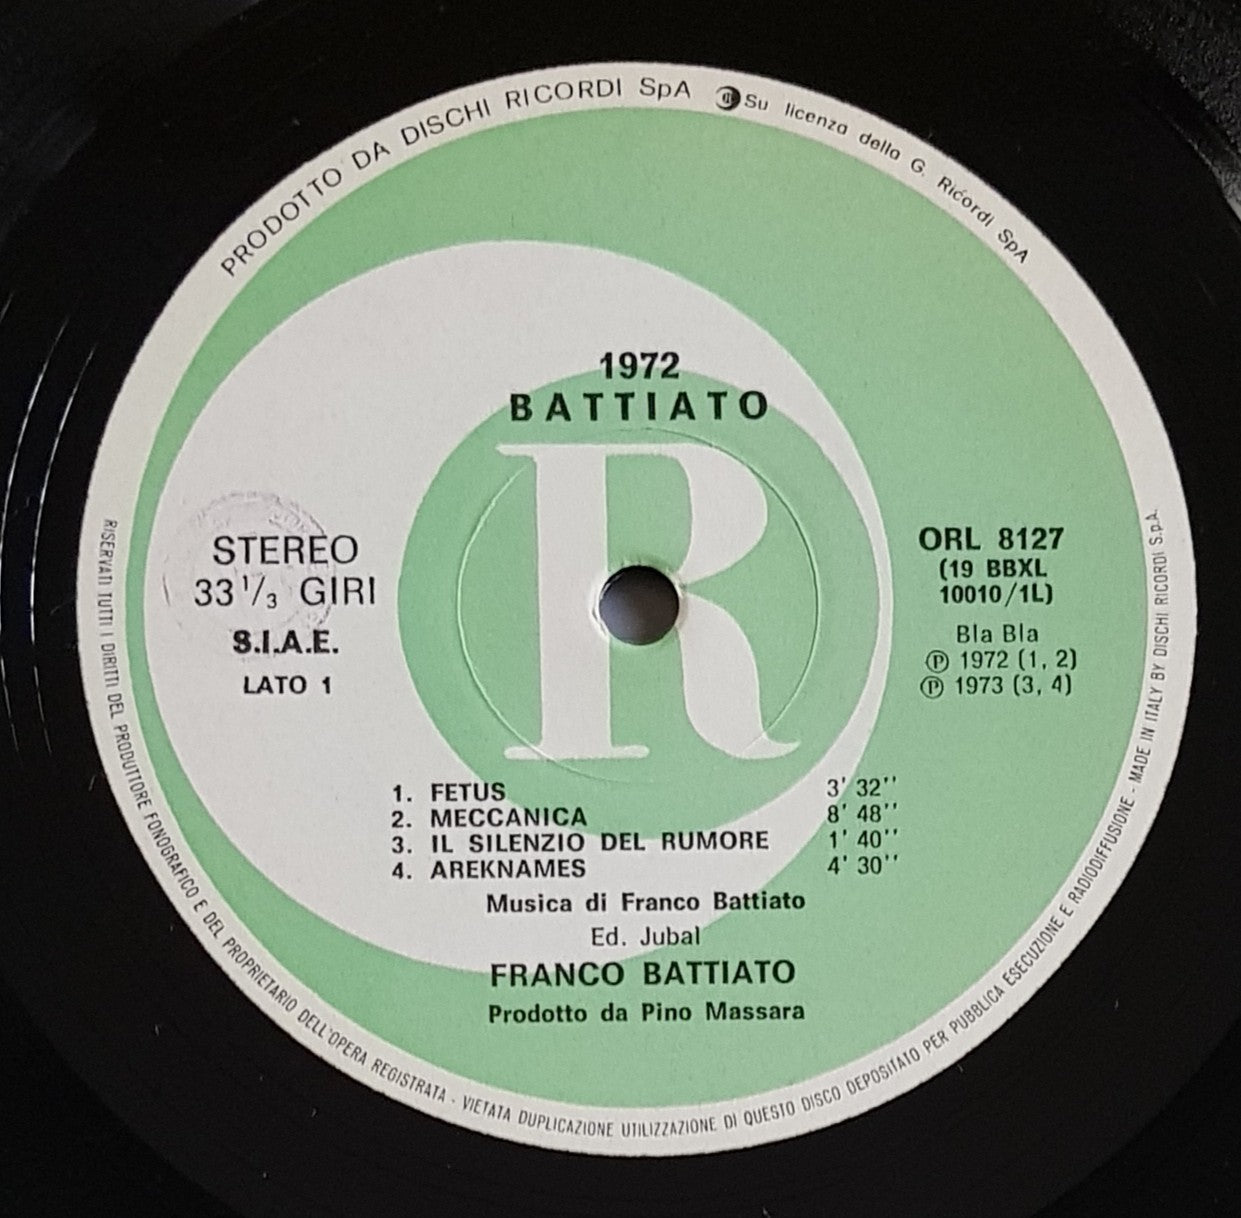 PRODOTTO DA DISCHI RICORDI SpA
Su licenza della G. Ricordi SpA
1972
BATTIATO
R
STEREO
33 1/3 GIRI
S.I.A.E.
LATO 1
ORL 8127
(19 BBXL
10010/1L)
Bla Bla
Ⓟ 1972 (1, 2)
Ⓟ 1973 (3, 4)
1. FETUS 3' 32''
2. MECCANICA 8' 48''
3. IL SILENZIO DEL RUMORE 1' 40''
4. AREKNAMES 4' 30''
Musica di Franco Battiato
Ed. Jubal
FRANCO BATTIATO
Prodotto da Pino Massara
RISERVATI TUTTI I DIRITTI DEL PRODUTTORE FONOGRAFICO E DEL PROPRIETARIO DELL'OPERA REGISTRATA - VIETATA DUPLICAZIONE UTILIZZAZIONE DI QUESTO DISCO DEPOSITATO PER PUBBLICA ESECUZIONE E RADIODIFFUSIONE - MADE IN ITALY BY DISCHI RICORDI S.p.A.